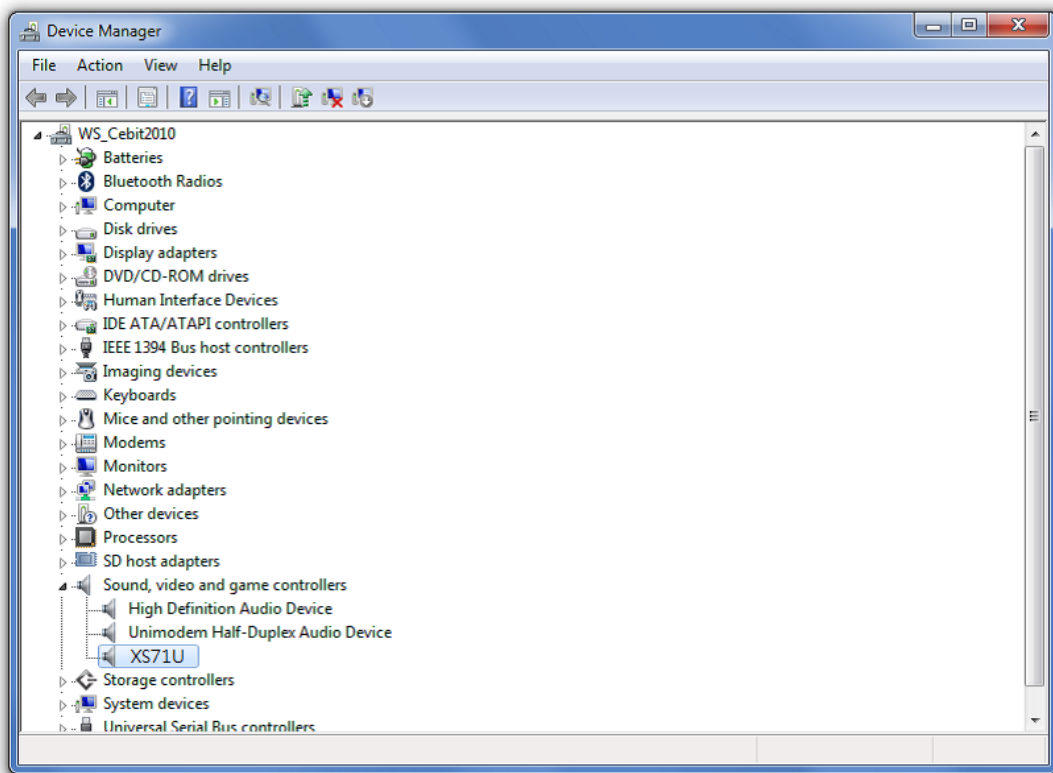 Device Manager
File Action View Help
WS_Cebit2010
Batteries
Bluetooth Radios
Computer
Disk drives
Display adapters
DVD/CD-ROM drives
Human Interface Devices
IDE ATA/ATAPI controllers
IEEE 1394 Bus host controllers
Imaging devices
Keyboards
Mice and other pointing devices
Modems
Monitors
Network adapters
Other devices
Processors
SD host adapters
Sound, video and game controllers
High Definition Audio Device
Unimodem Half-Duplex Audio Device
XS71U
Storage controllers
System devices
Universal Serial Bus controllers